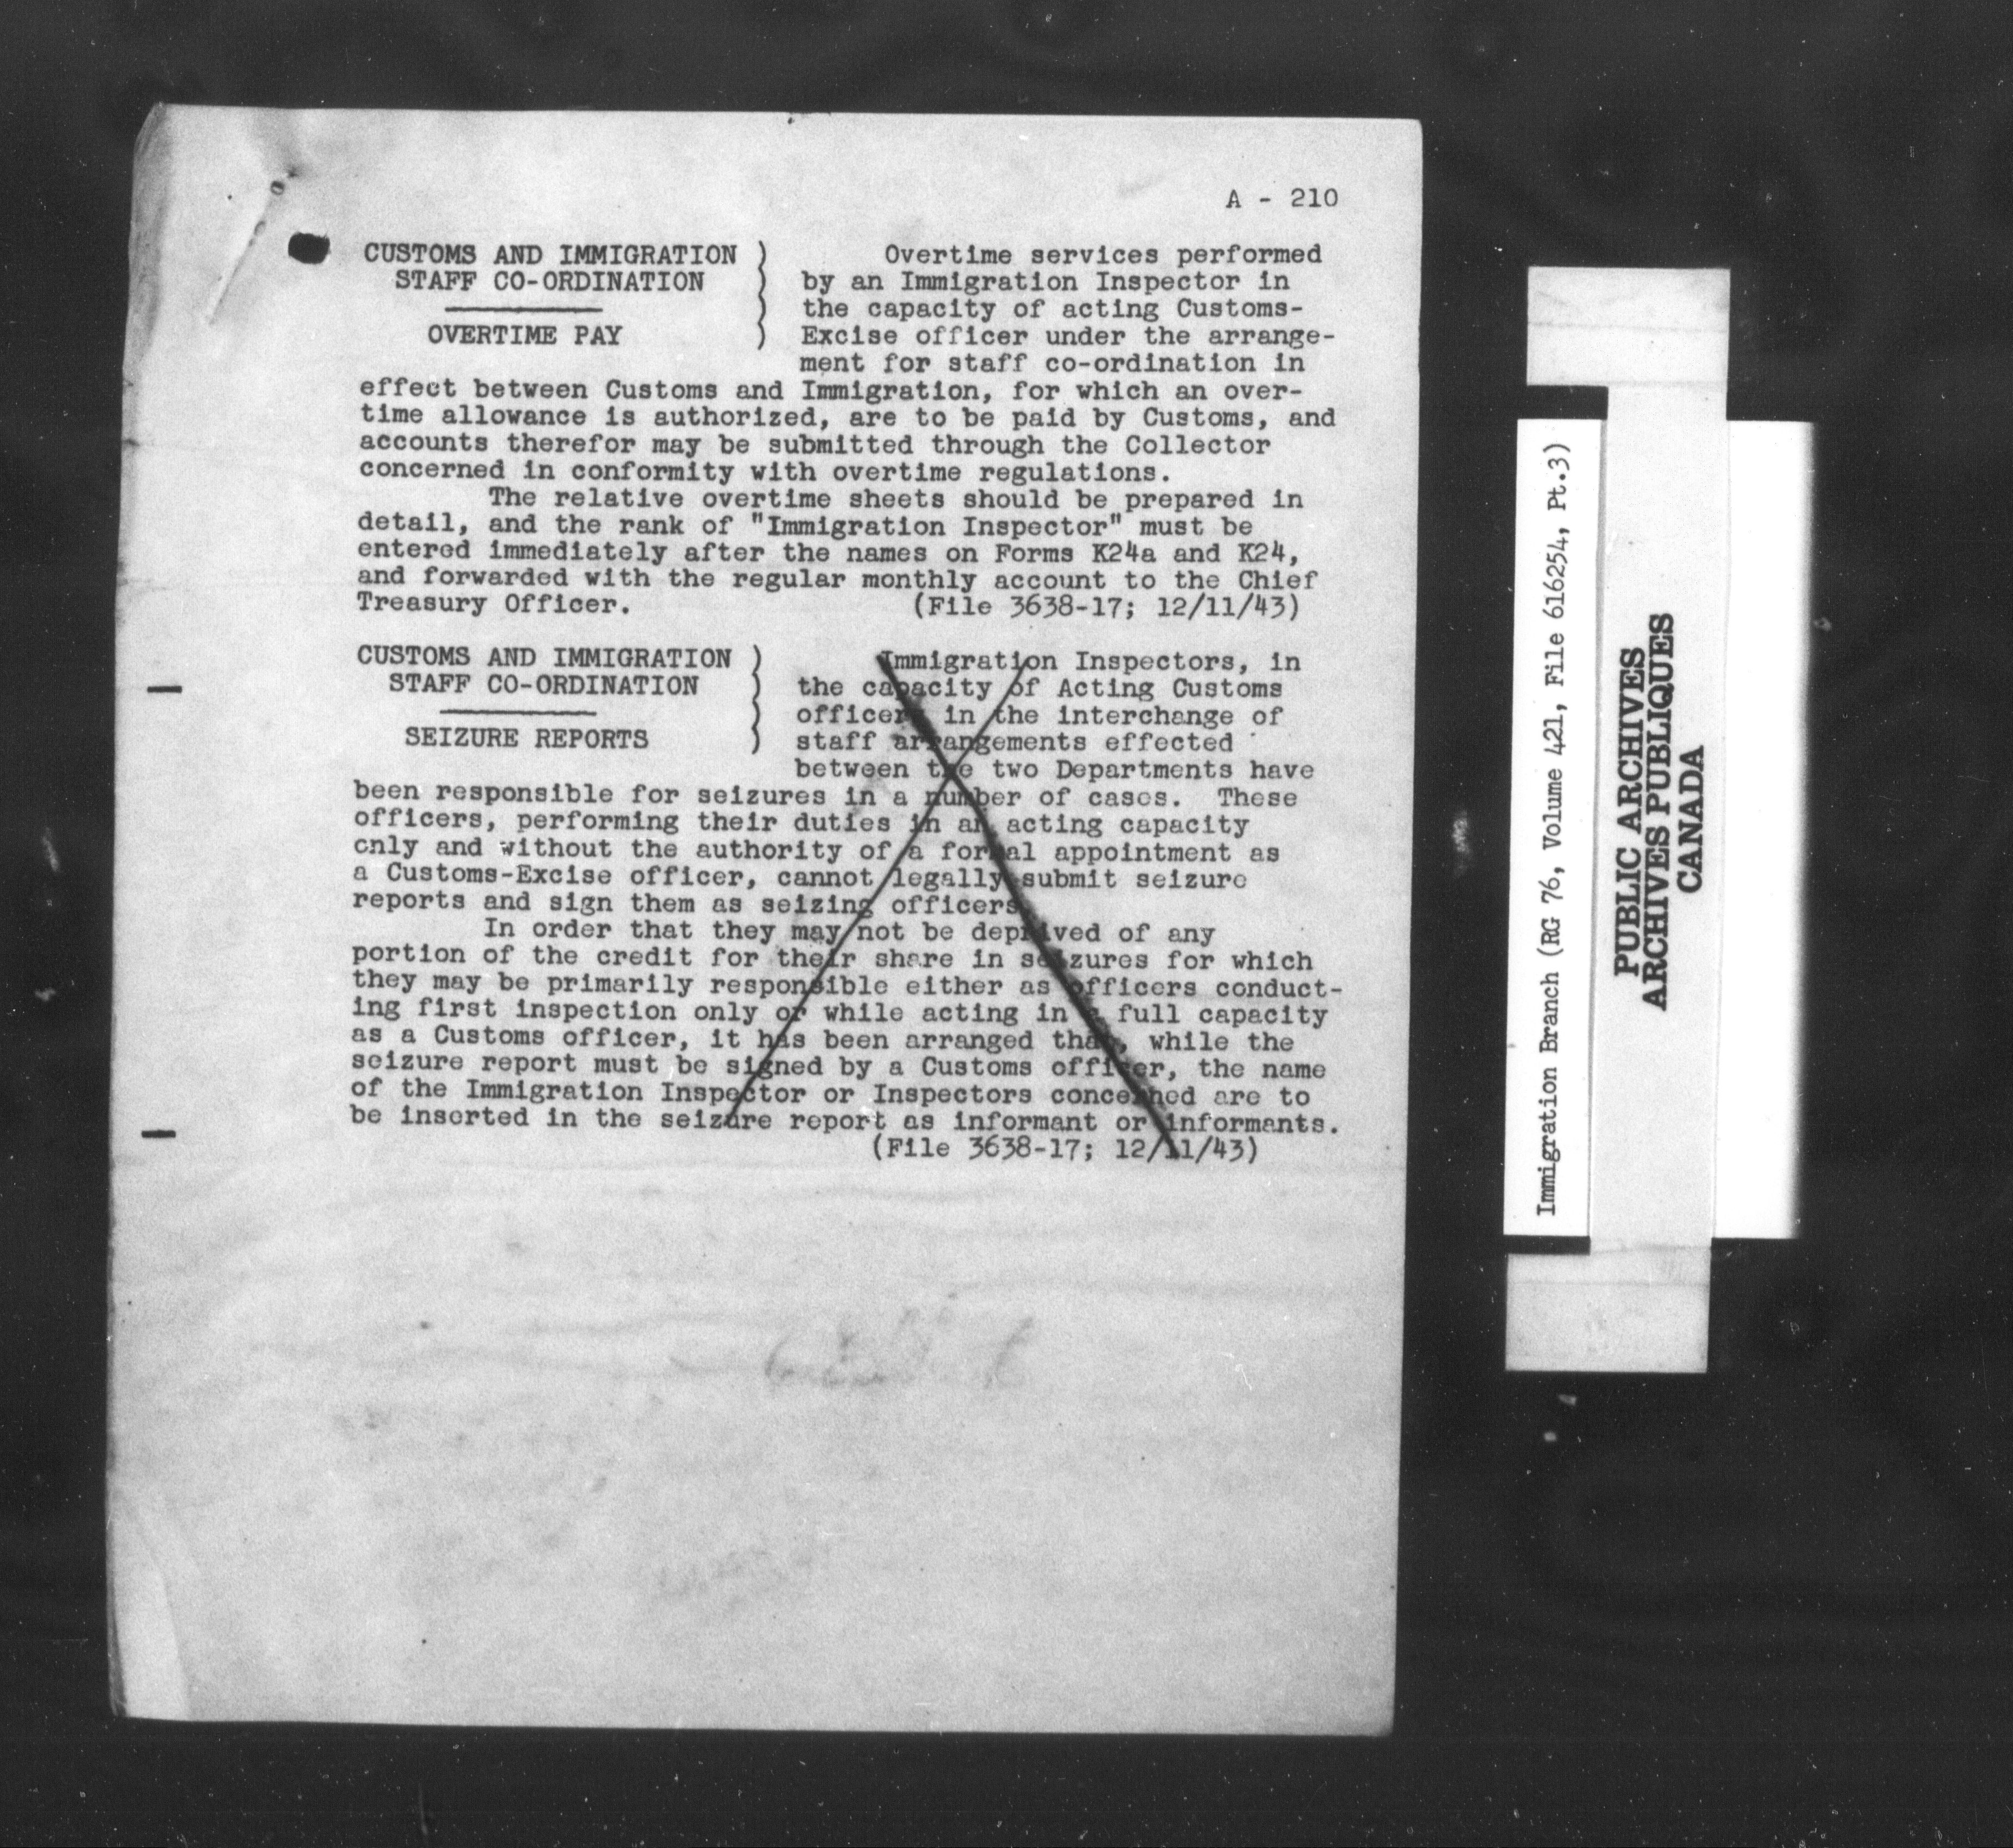 A - 210
CUSTOMS AND IMMIGRATION )
STAFF CO-ORDINATION )
OVERTIME PAY )
Overtime services performed
by an Immigration Inspector in
the capacity of acting Customs-
Excise officer under the arrange-
ment for staff co-ordination in
effect between Customs and Immigration, for which an over-
time allowance is authorized, are to be paid by Customs, and
accounts therefor may be submitted through the Collector
concerned in conformity with overtime regulations.
The relative overtime sheets should be prepared in
detail, and the rank of "Immigration Inspector" must be
entered immediately after the names on Forms K24a and K24,
and forwarded with the regular monthly account to the Chief
Treasury Officer. (File 3638-17; 12/11/43)
CUSTOMS AND IMMIGRATION )
STAFF CO-ORDINATION )
SEIZURE REPORTS )
Immigration Inspectors, in
the capacity of Acting Customs
officers in the interchange of
staff arrangements effected
between the two Departments have
been responsible for seizures in a number of cases. These
officers, performing their duties in an acting capacity
only and without the authority of a formal appointment as
a Customs-Excise officer, cannot legally submit seizure
reports and sign them as seizing officers.
In order that they may not be deprived of any
portion of the credit for their share in seizures for which
they may be primarily responsible either as officers conduct-
ing first inspection only or while acting in a full capacity
as a Customs officer, it has been arranged that, while the
seizure report must be signed by a Customs officer, the name
of the Immigration Inspector or Inspectors concerned are to
be inserted in the seizure report as informant or informants.
(File 3638-17; 12/11/43)
Immigration Branch (RG 76, Volume 421, File 616254, Pt.3)
PUBLIC ARCHIVES
ARCHIVES PUBLIQUES
CANADA